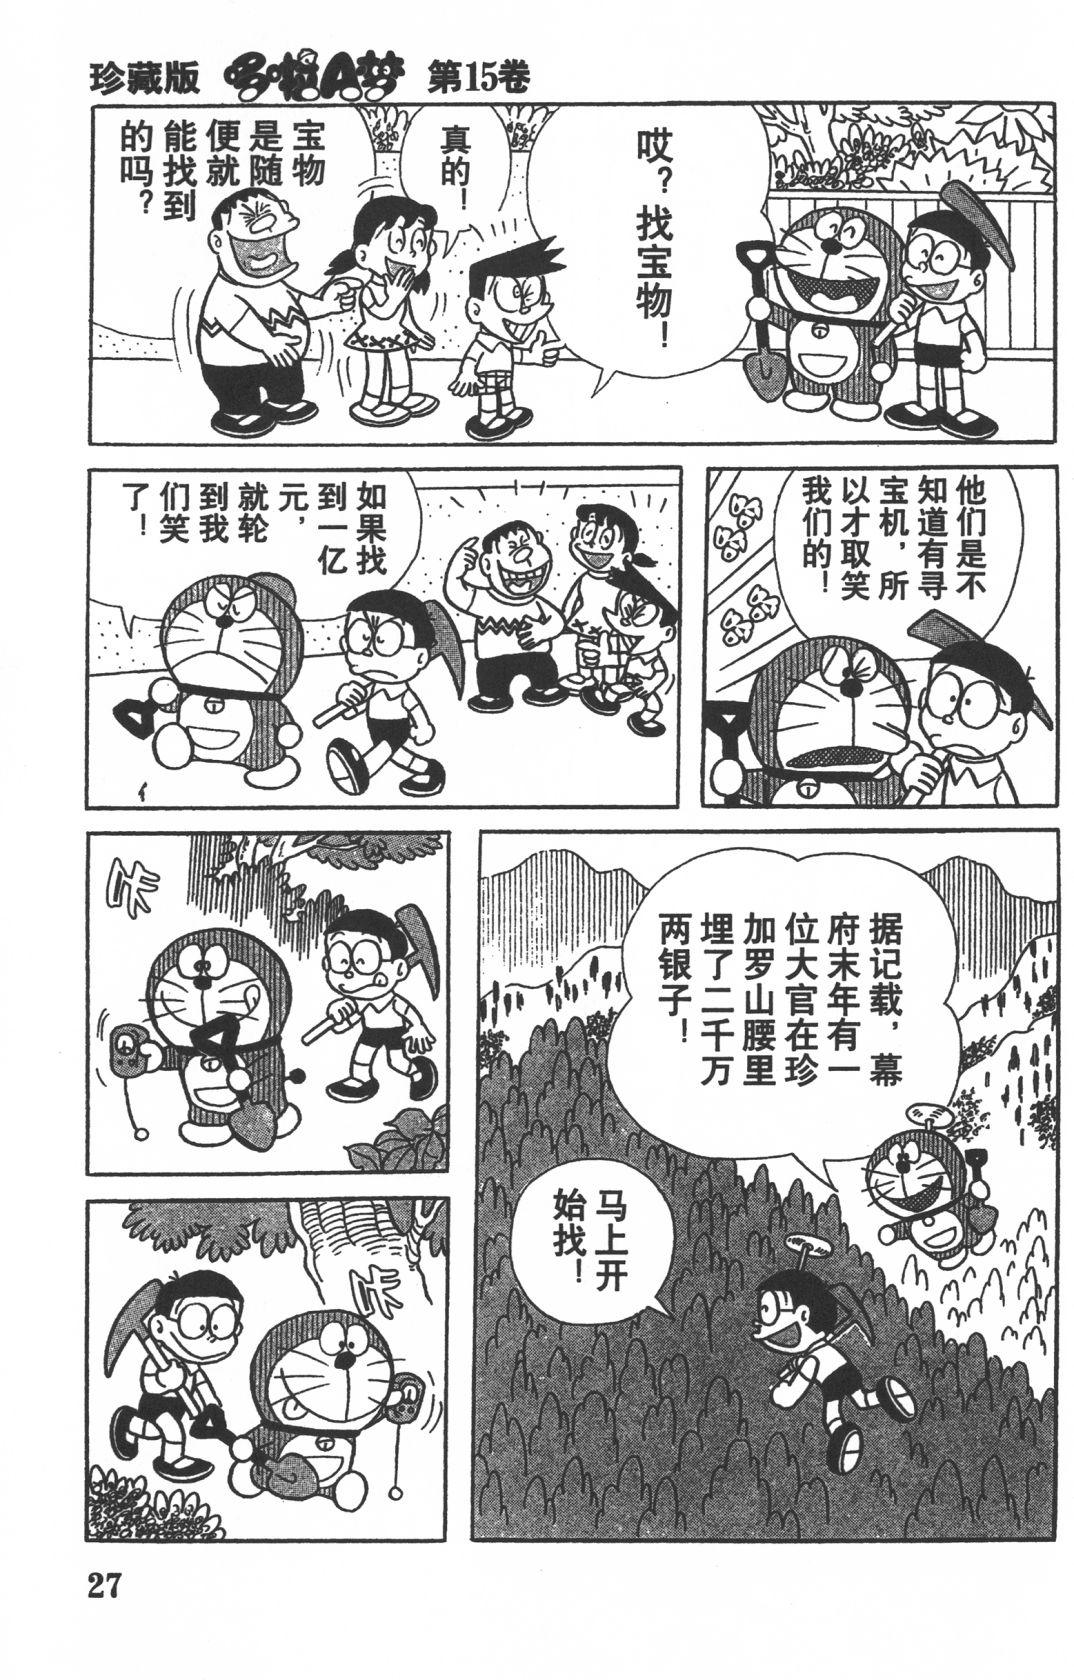 珍藏版 哆啦A梦 第15卷
哎？找宝物！
真的！
宝物
是随
便就
能找到
的吗？
他们是不
知道有寻
宝机，所
以才取笑
我们的！
哈哈
哈哈
哈哈
如果找
到一亿
元，
就轮
到我
们笑
了！
据记载，幕
府末年有一
位大官在珍
加罗山腰里
埋了二千万
两银子！
马上开
始找！
咔
咔
27